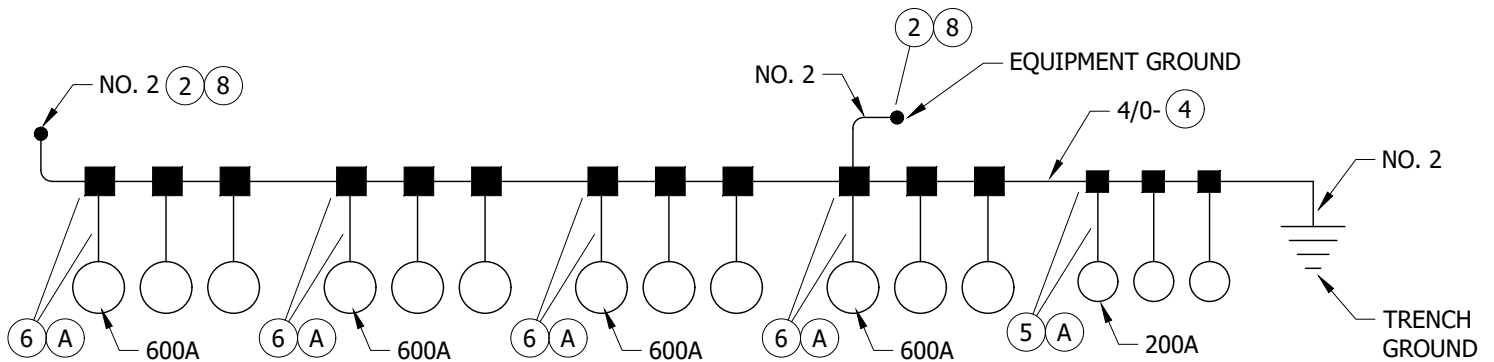 2 8
NO. 2 2 8
NO. 2
EQUIPMENT GROUND
4/0- 4
NO. 2
6 A
600A
6 A
600A
6 A
600A
6 A
600A
5 A
200A
TRENCH
GROUND